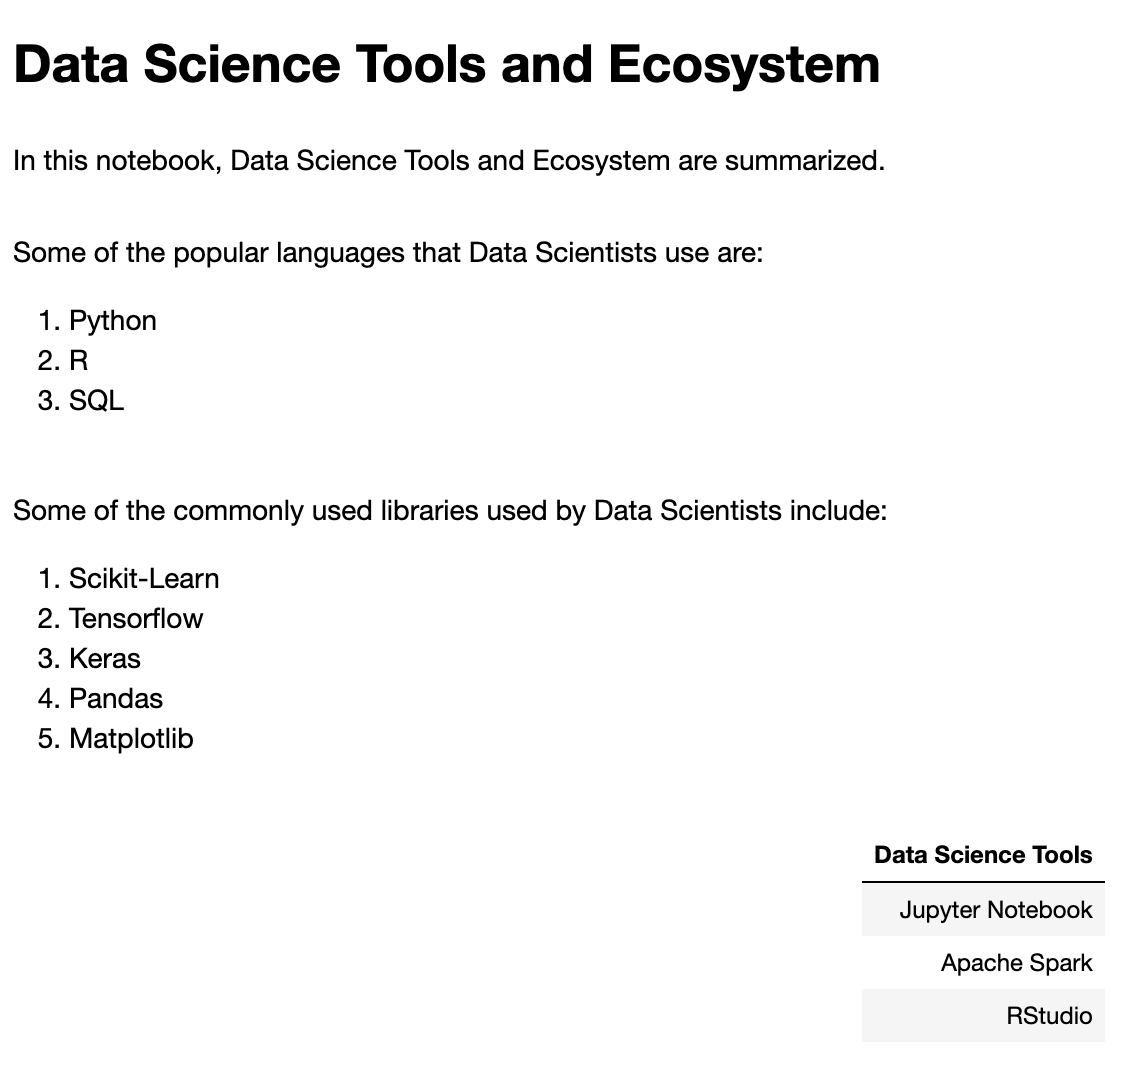 Data Science Tools and Ecosystem
In this notebook, Data Science Tools and Ecosystem are summarized.
Some of the popular languages that Data Scientists use are:
1. Python
2. R
3. SQL
Some of the commonly used libraries used by Data Scientists include:
1. Scikit-Learn
2. Tensorflow
3. Keras
4. Pandas
5. Matplotlib
Data Science Tools
Jupyter Notebook
Apache Spark
RStudio